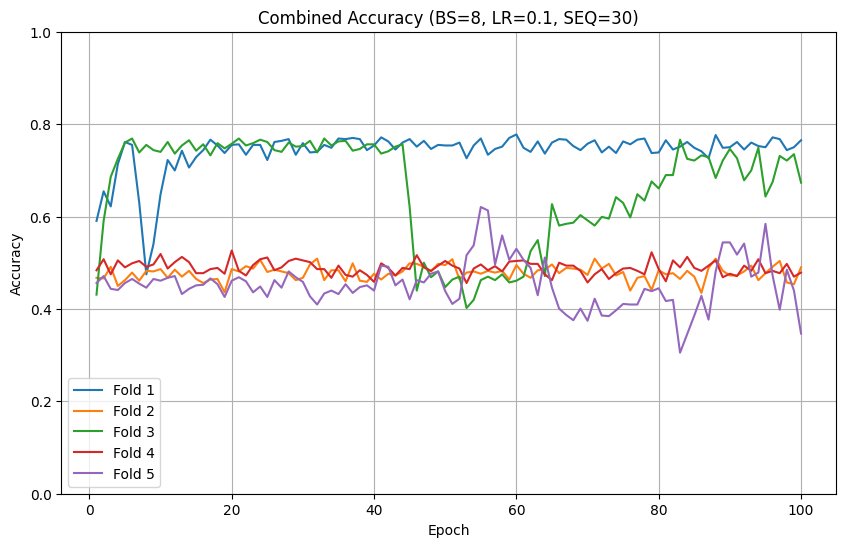 Combined Accuracy (BS=8, LR=0.1, SEQ=30)
1.0
0.8
0.6
0.4
0.2
0.0
Accuracy
Fold 1
Fold 2
Fold 3
Fold 4
Fold 5
0 20 40 60 80 100
Epoch